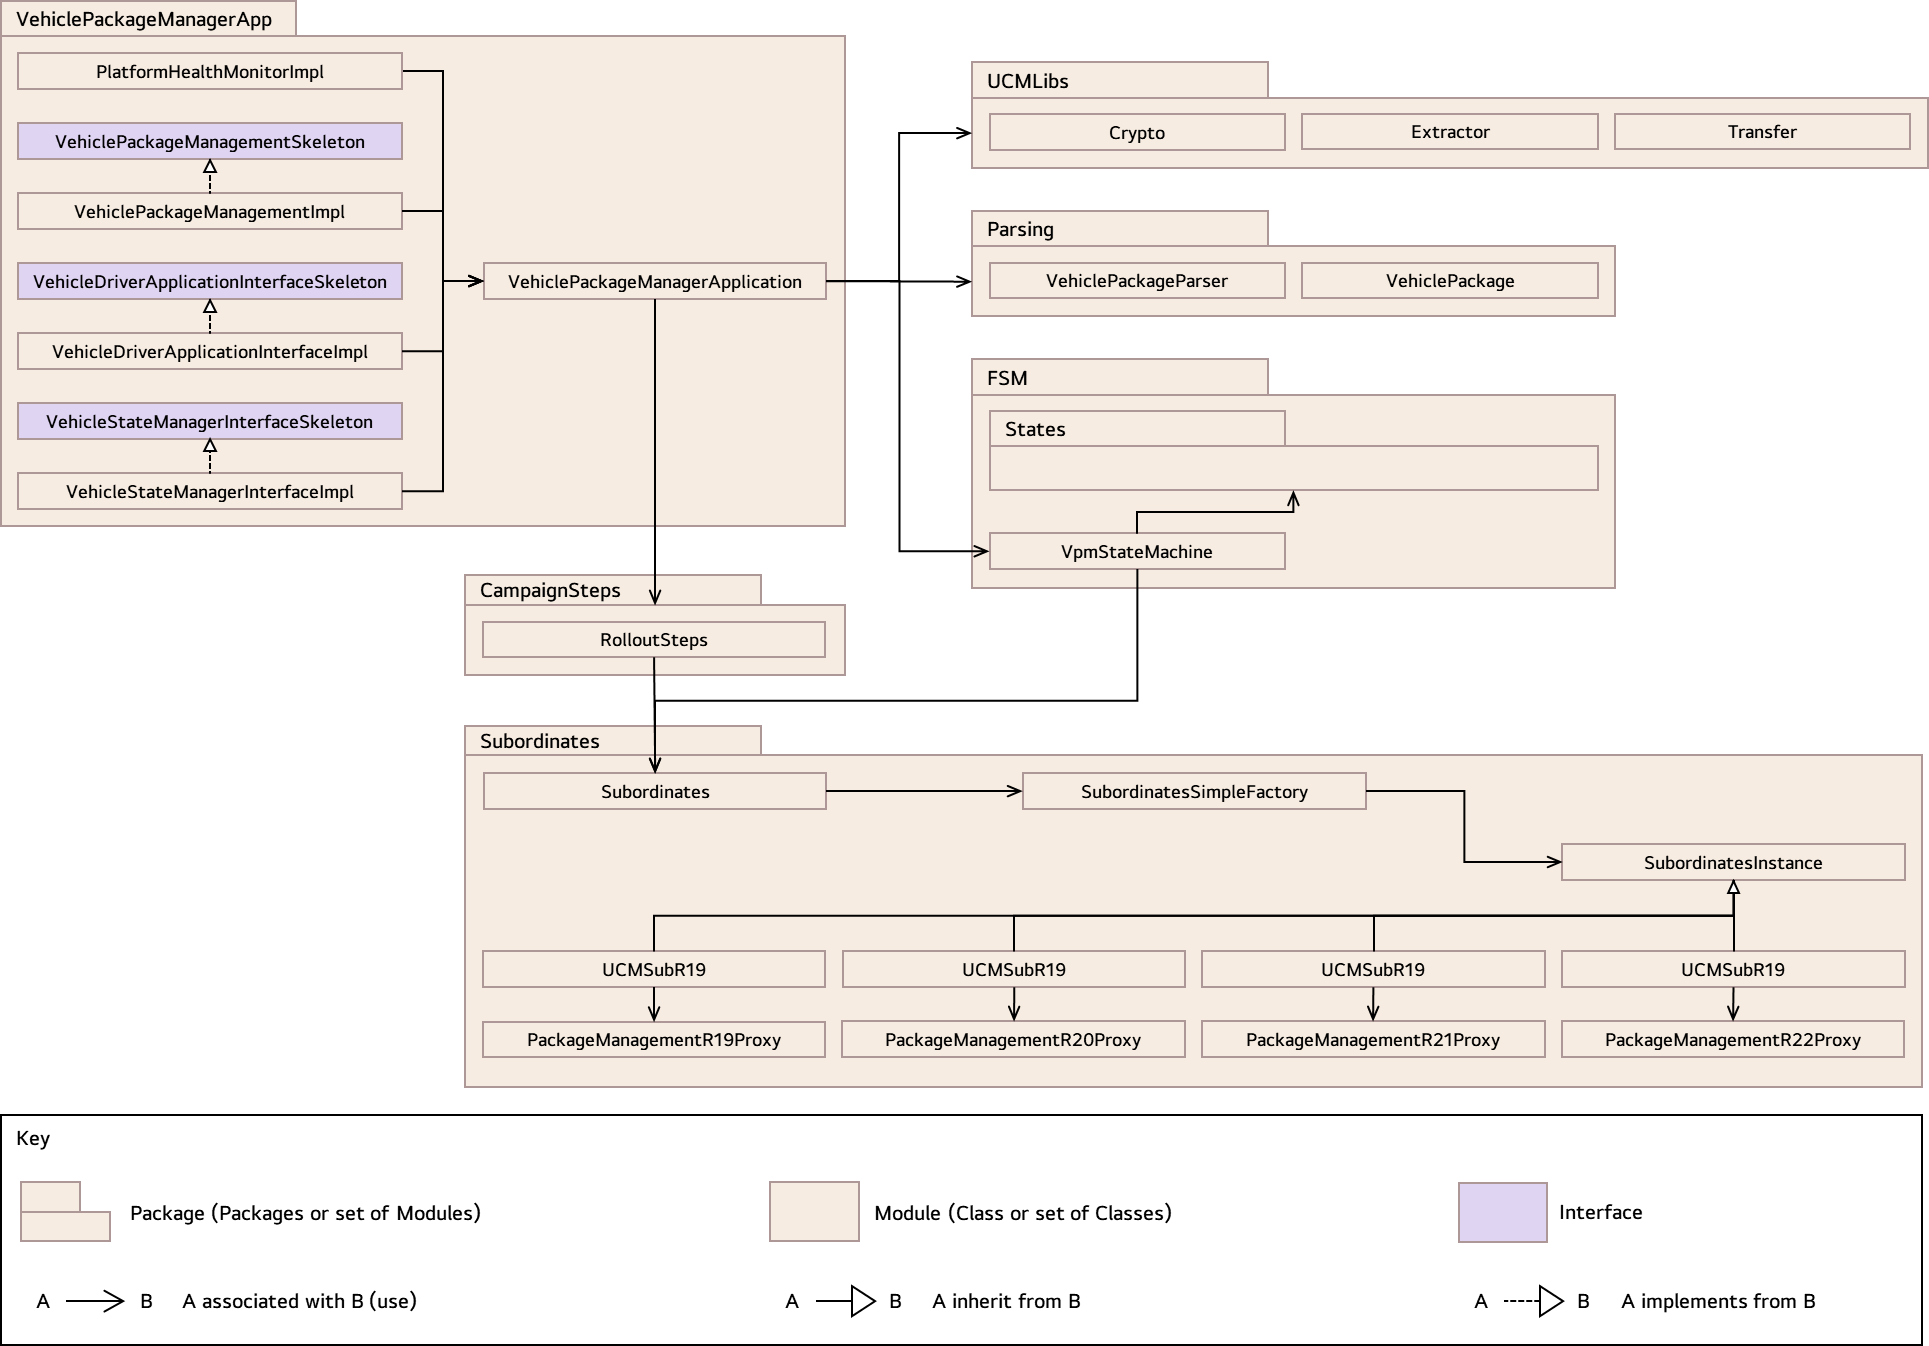 VehiclePackageManagerApp
PlatformHealthMonitorImpl
VehiclePackageManagementSkeleton
VehiclePackageManagementImpl
VehicleDriverApplicationInterfaceSkeleton
VehicleDriverApplicationInterfaceImpl
VehicleStateManagerInterfaceSkeleton
VehicleStateManagerInterfaceImpl
VehiclePackageManagerApplication
UCMLibs
Crypto
Extractor
Transfer
Parsing
VehiclePackageParser
VehiclePackage
FSM
States
VpmStateMachine
CampaignSteps
RolloutSteps
Subordinates
Subordinates
SubordinatesSimpleFactory
SubordinatesInstance
UCMSubR19
UCMSubR19
UCMSubR19
UCMSubR19
PackageManagementR19Proxy
PackageManagementR20Proxy
PackageManagementR21Proxy
PackageManagementR22Proxy
Key
Package (Packages or set of Modules)
Module (Class or set of Classes)
Interface
A B A associated with B (use)
A B A inherit from B
A B A implements from B